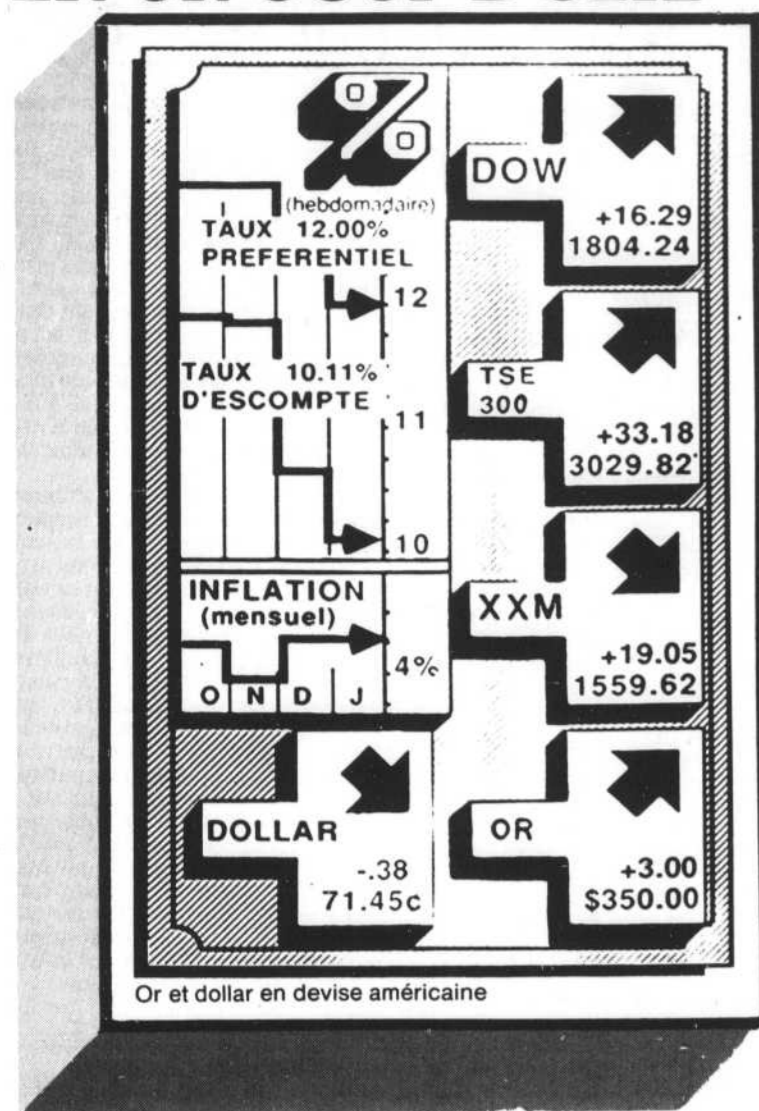 %
(hebdomadaire)
TAUX 12.00%
PREFERENTIEL
12
TAUX 10.11%
D'ESCOMPTE
11
10
INFLATION
(mensuel)
4%
O N D J
DOW
+16.29
1804.24
TSE
300
+33.18
3029.82
XXM
+19.05
1559.62
DOLLAR
-.38
71.45c
OR
+3.00
$350.00
Or et dollar en devise américaine